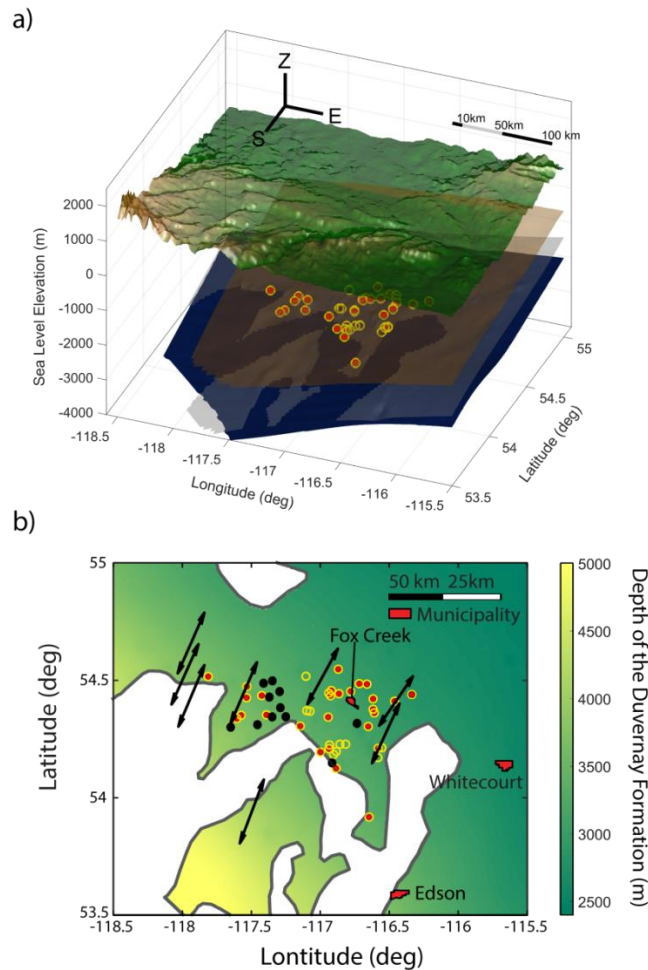 a)
Z
E
S
10km 50km 100 km
2000
1000
0
-1000
-2000
-3000
-4000
Sea Level Elevation (m)
-118.5
-118
-117.5
-117
-116.5
-116
-115.5
Longitude (deg)
53.5
54
54.5
55
Latitude (deg)
b)
55
54.5
54
53.5
Latitude (deg)
50 km 25km
Municipality
Fox Creek
Whitecourt
Edson
-118.5 -118 -117.5 -117 -116.5 -116 -115.5
Lontitude (deg)
5000
4500
4000
3500
3000
2500
Depth of the Duvernay Formation (m)